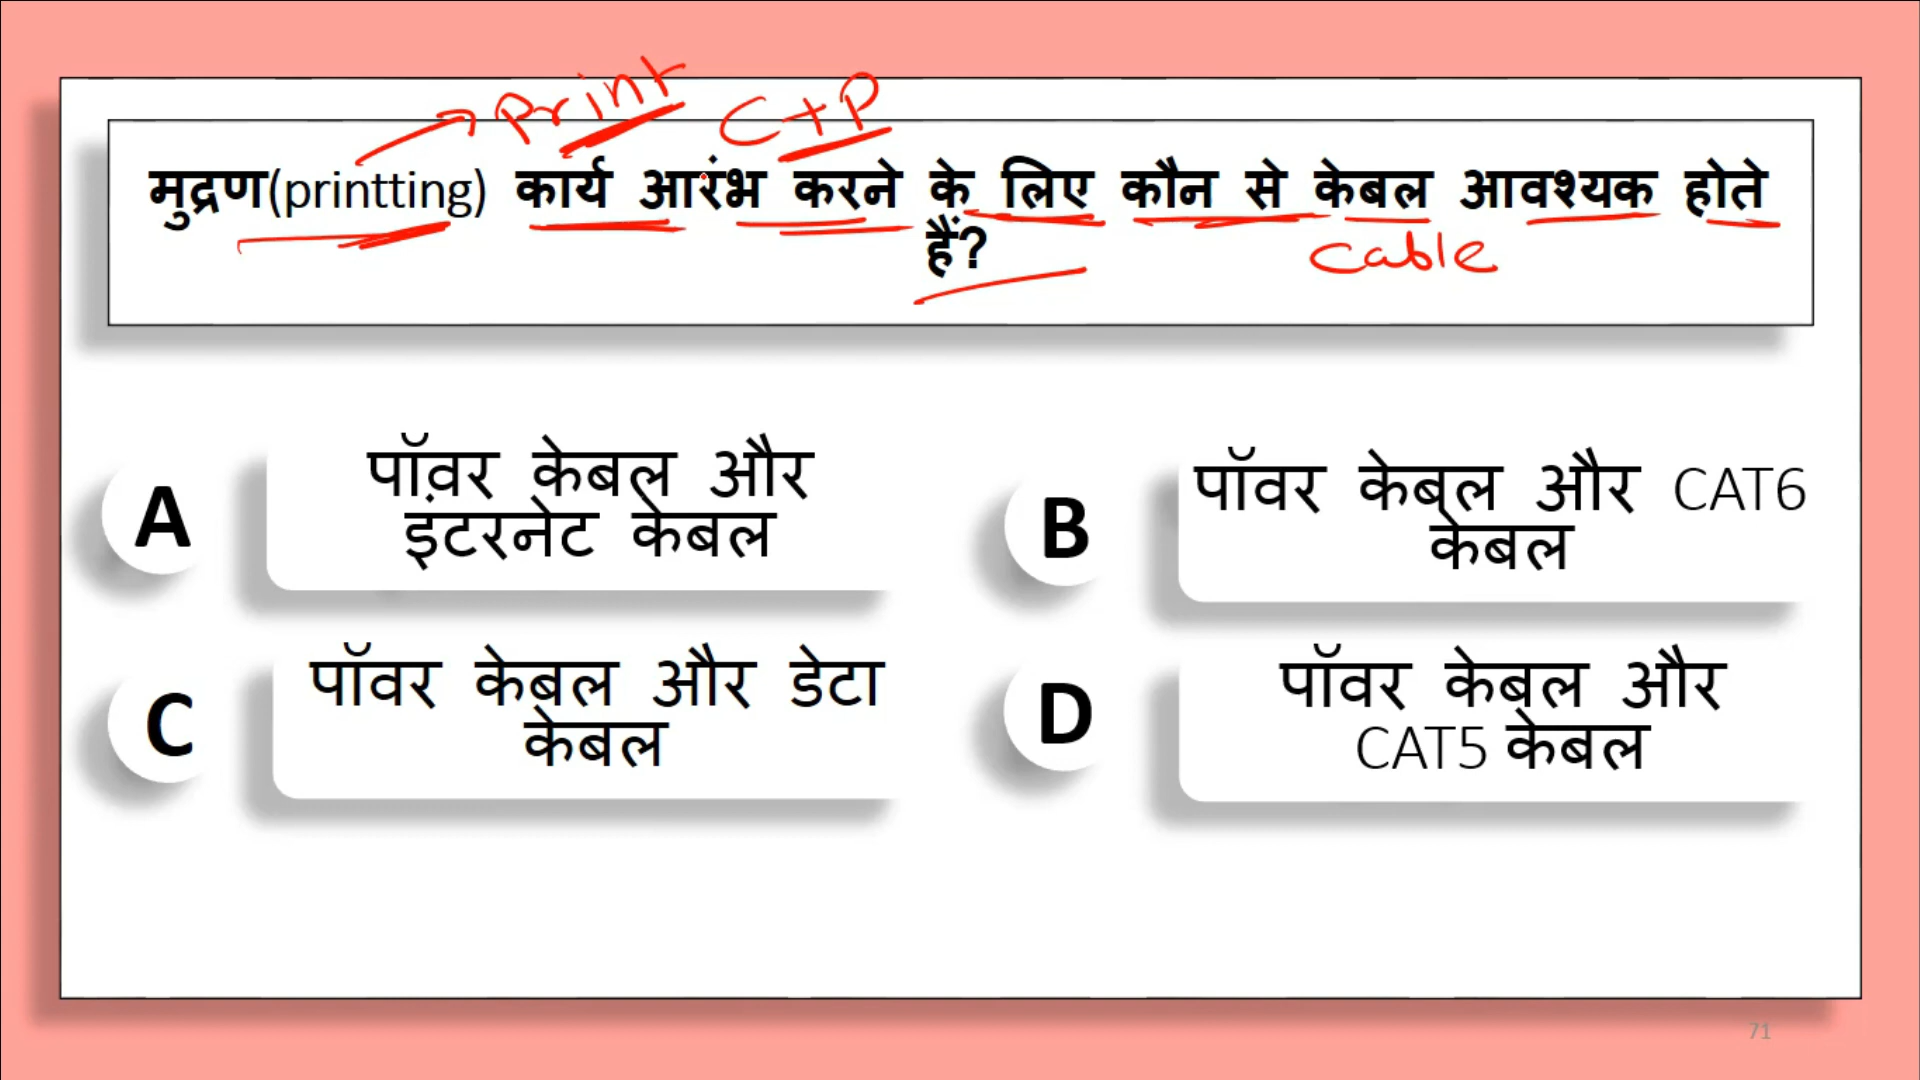 Print C+P
मुद्रण(printting) कार्य आरंभ करने के लिए कौन से केबल आवश्यक होते
हैं?
cable
A
पॉवर केबल और
इंटरनेट केबल
B
पॉवर केबल और CAT6
केबल
C
पॉवर केबल और डेटा
केबल
D
पॉवर केबल और
CAT5 केबल
71